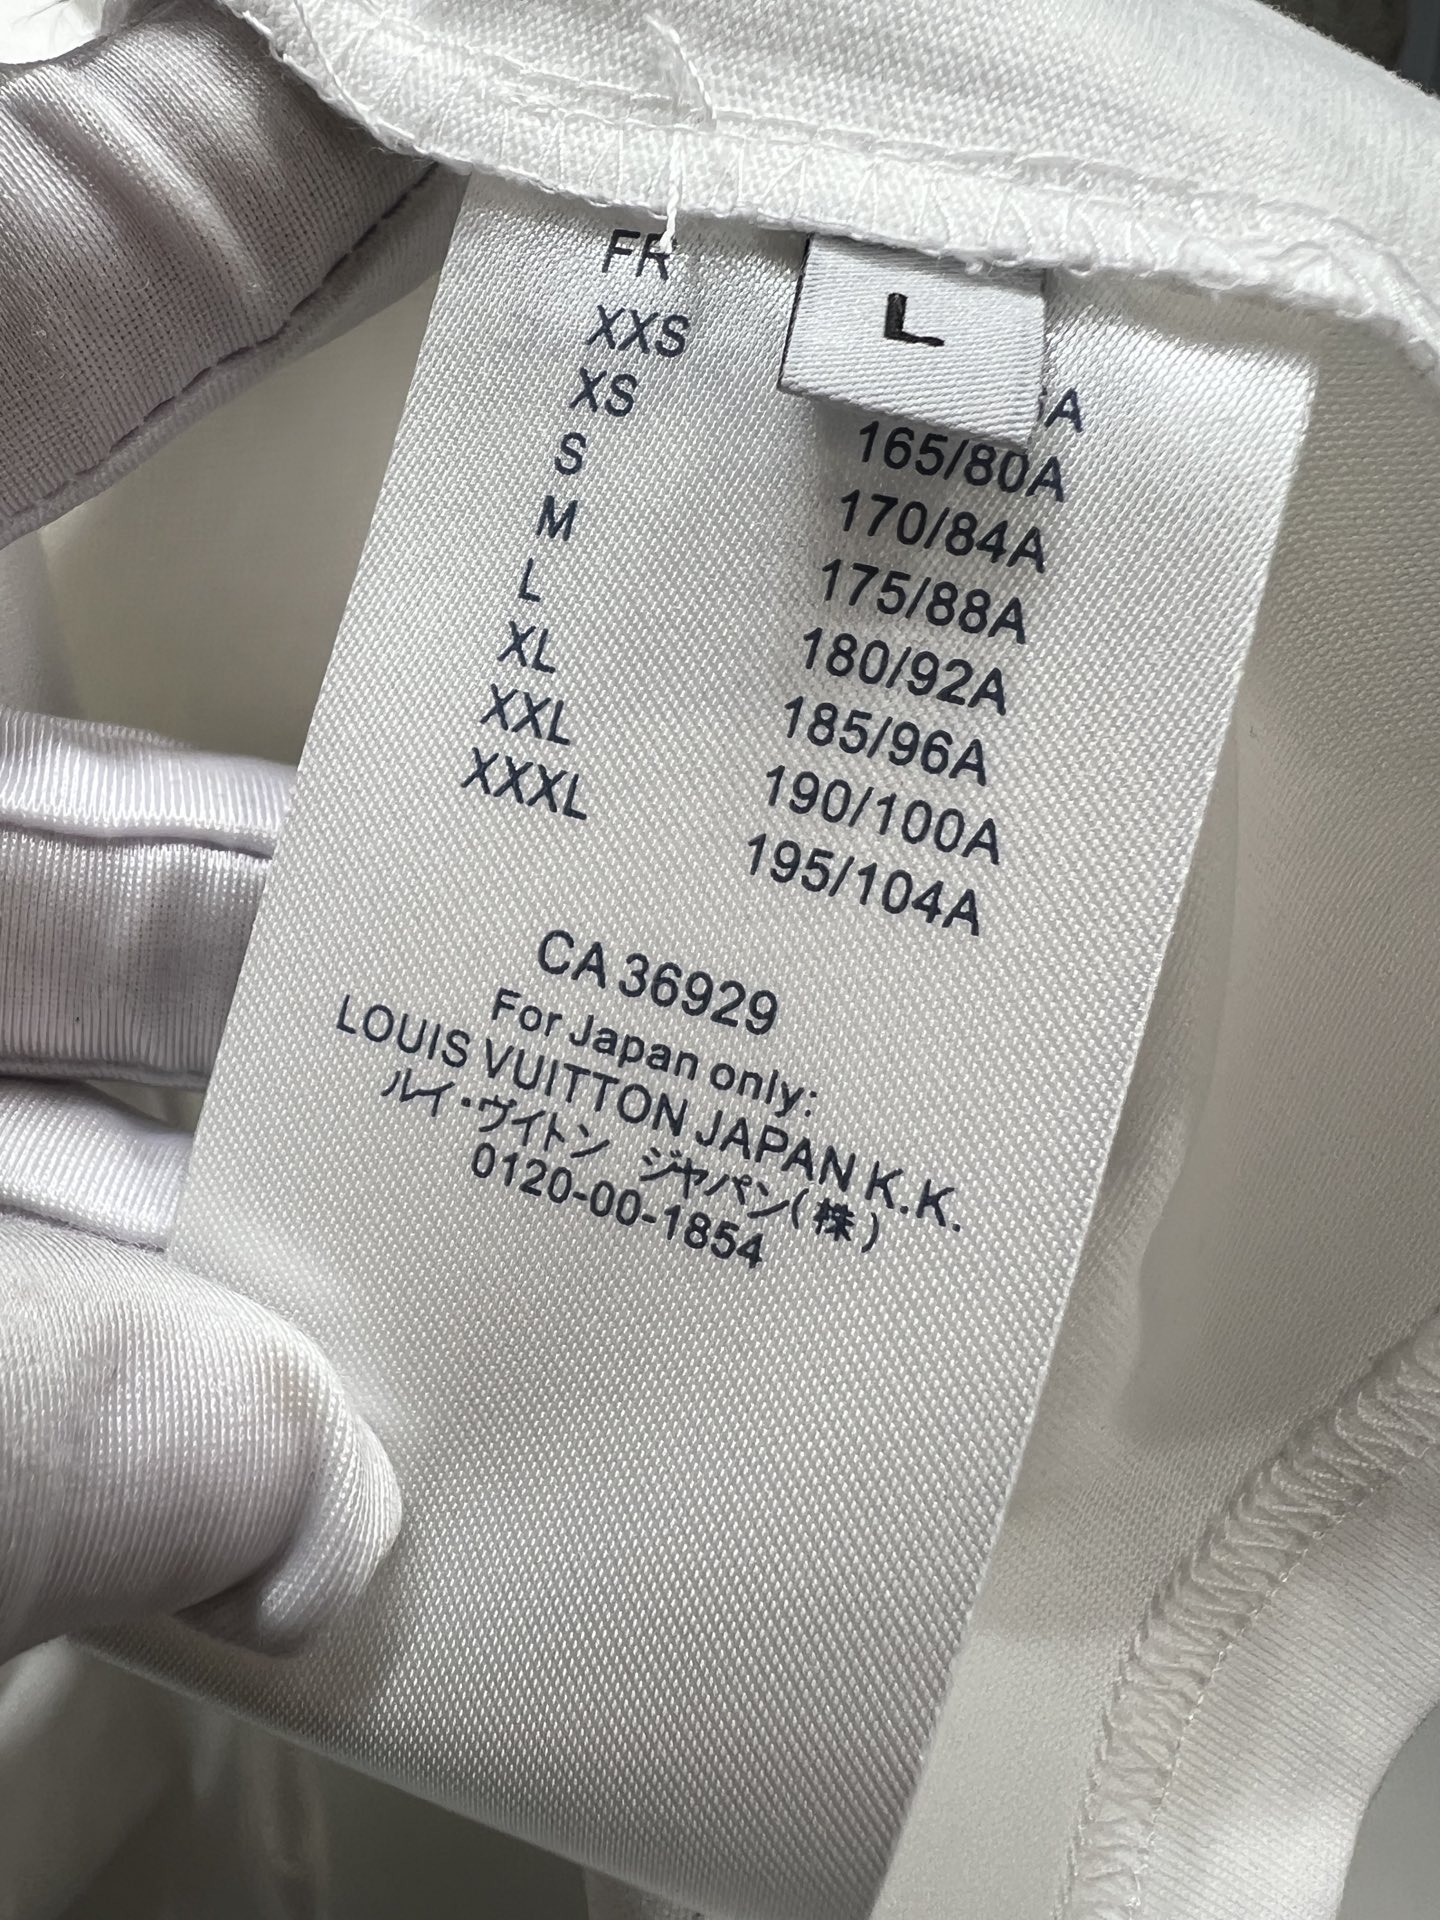 FR
L
XXS
XS
165/80A
S
170/84A
M
175/88A
L
180/92A
XL
185/96A
XXL
190/100A
XXXL
195/104A
CA 36929
For Japan only:
LOUIS VUITTON JAPAN K.K.
ルイ・ヴィトン ジャパン(株)
0120-00-1854